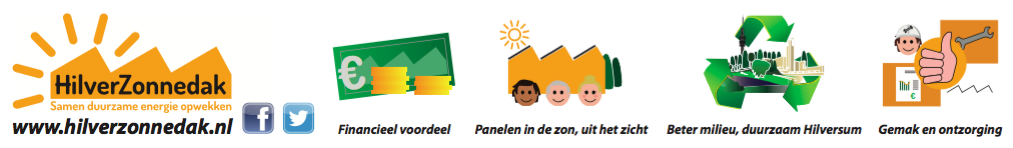 HilverZonnedak
Samen duurzame energie opwekken
www.hilverzonnedak.nl
f
€
Financieel voordeel
Panelen in de zon, uit het zicht
Beter milieu, duurzaam Hilversum
€
Gemak en ontzorging